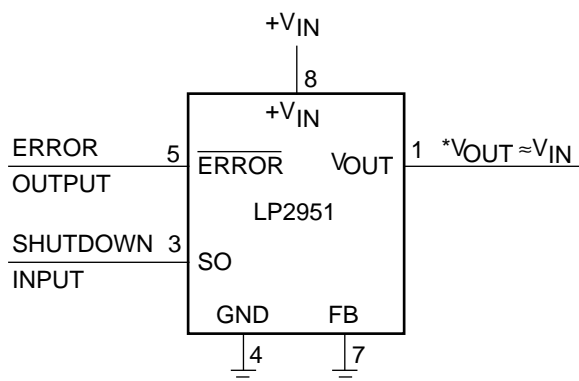 +VIN
8
+VIN
ERROR
5
ERROR
VOUT
1
*VOUT ≈VIN
OUTPUT
LP2951
SHUTDOWN
3
SO
INPUT
GND
FB
4
7